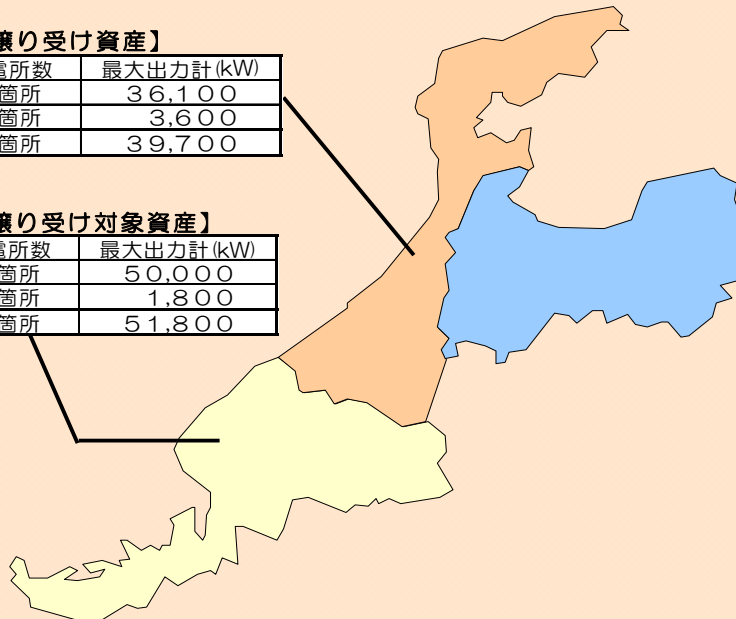 譲り受け資産】
電所数 最大出力計(kW)
箇所 ３６,１００
箇所 ３,６００
箇所 ３９,７００
譲り受け対象資産】
電所数 最大出力計(kW)
箇所 ５０,０００
箇所 １,８００
箇所 ５１,８００